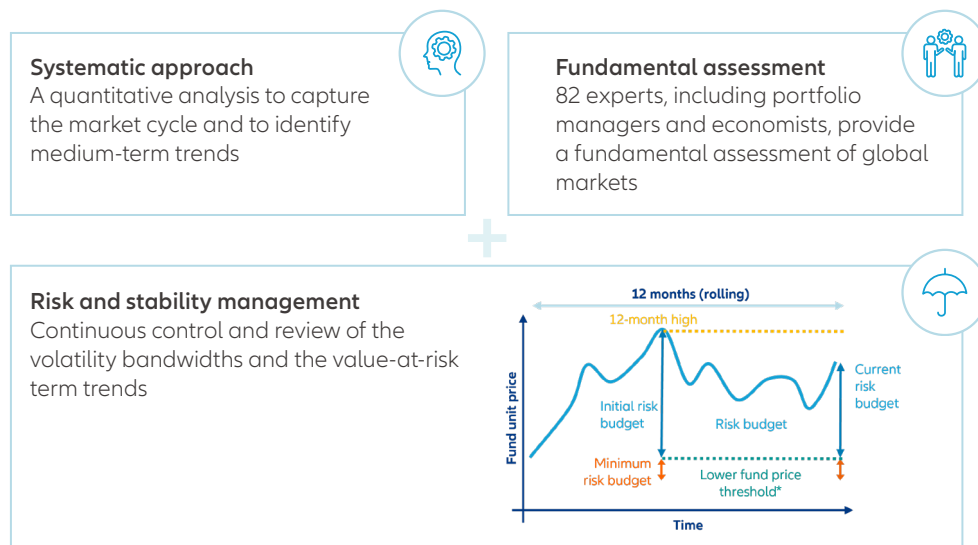 Systematic approach
A quantitative analysis to capture
the market cycle and to identify
medium-term trends
Fundamental assessment
82 experts, including portfolio
managers and economists, provide
a fundamental assessment of global
markets
Risk and stability management
Continuous control and review of the
volatility bandwidths and the value-at-risk
term trends
12 months (rolling)
12-month high
Fund unit price
Initial risk
budget
Risk budget
Current
risk
budget
Minimum
risk budget
Lower fund price
threshold*
Time